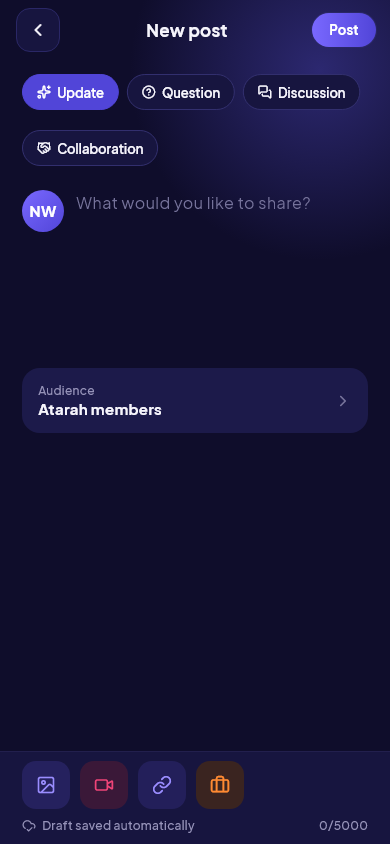 New post
Post
Update
Question
Discussion
Collaboration
NW
What would you like to share?
Audience
Atarah members
Draft saved automatically
0/5000